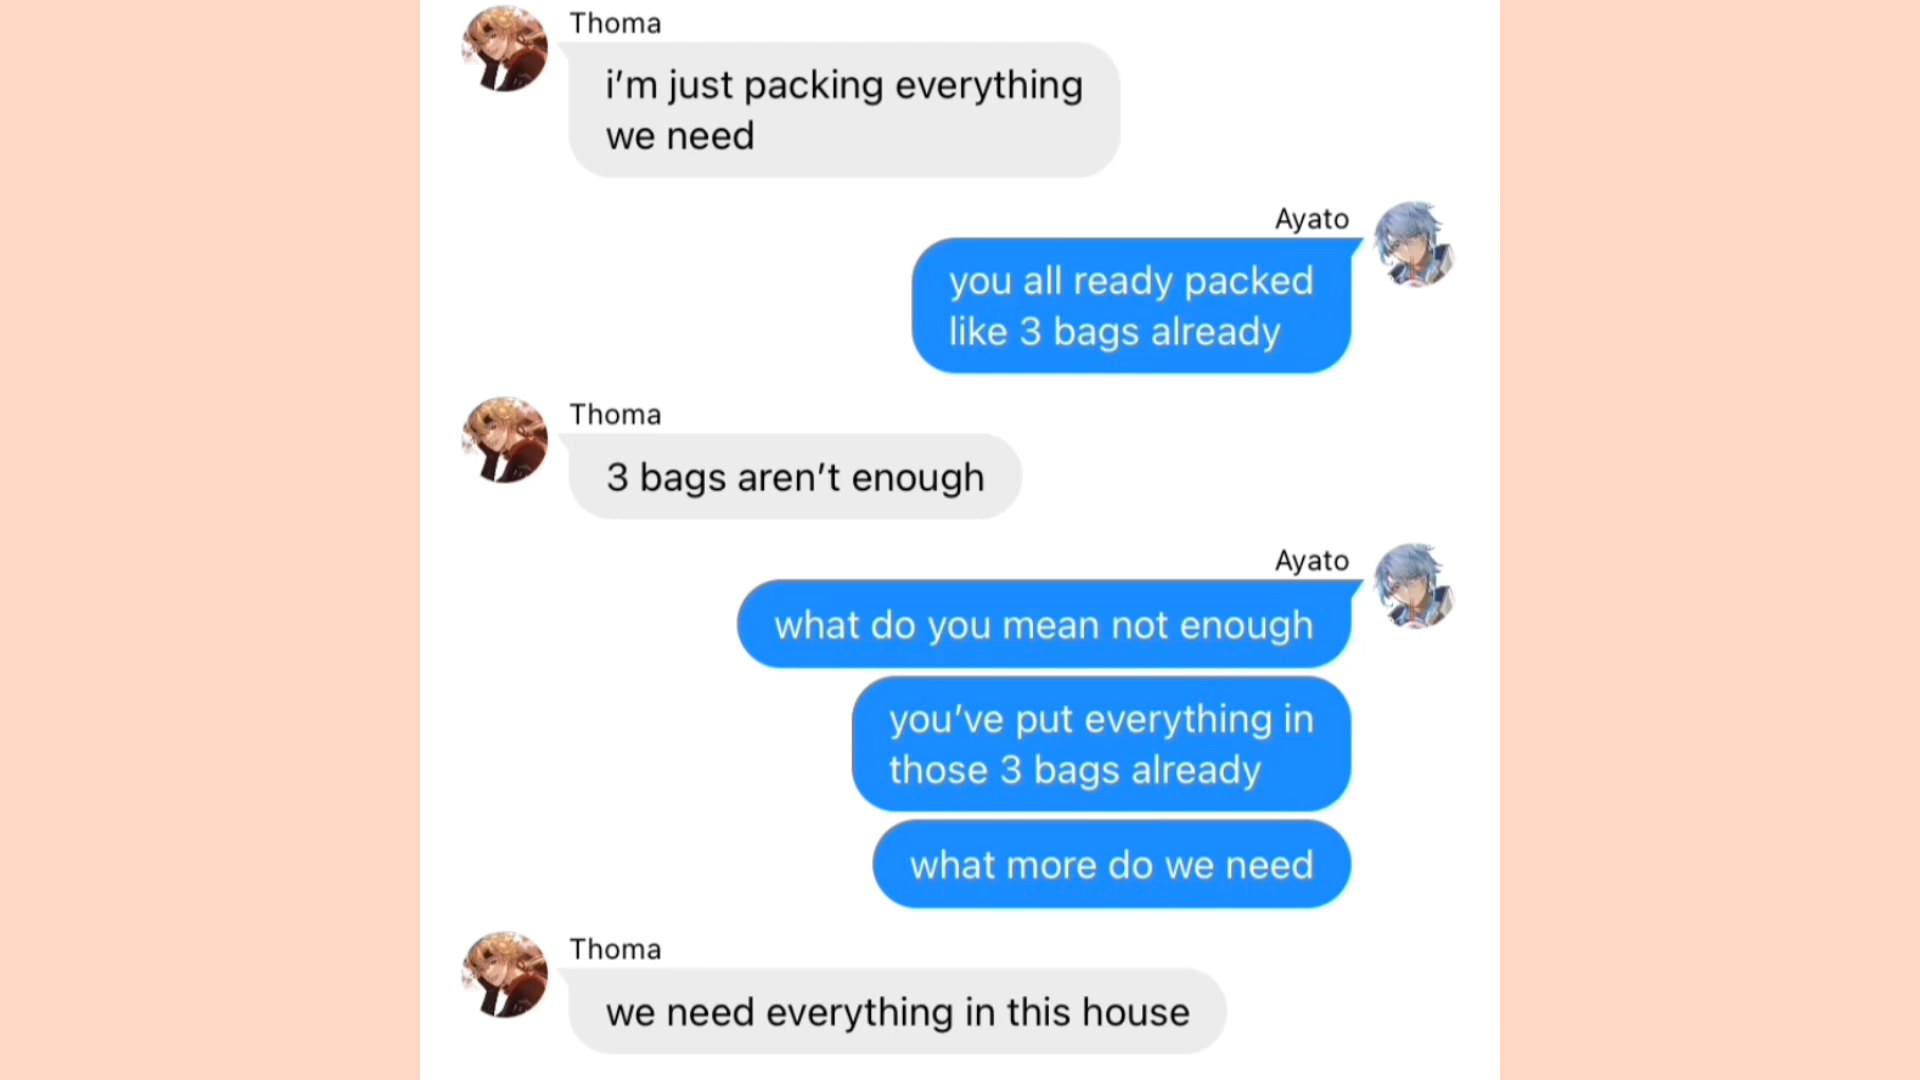 Thoma
i’m just packing everything
we need
Ayato
you all ready packed
like 3 bags already
Thoma
3 bags aren’t enough
Ayato
what do you mean not enough
you’ve put everything in
those 3 bags already
what more do we need
Thoma
we need everything in this house